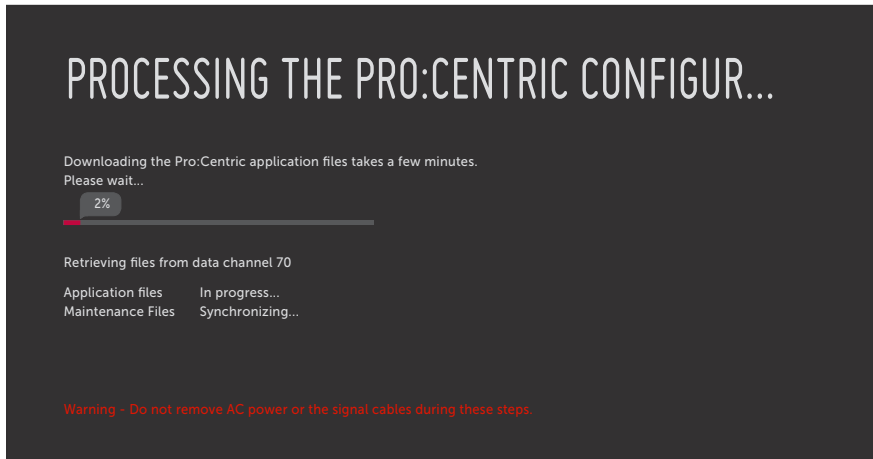 PROCESSING THE PRO:CENTRIC CONFIGUR...
Downloading the Pro:Centric application files takes a few minutes.
Please wait...
2%
Retrieving files from data channel 70
Application files In progress...
Maintenance Files Synchronizing...
Warning - Do not remove AC power or the signal cables during these steps.